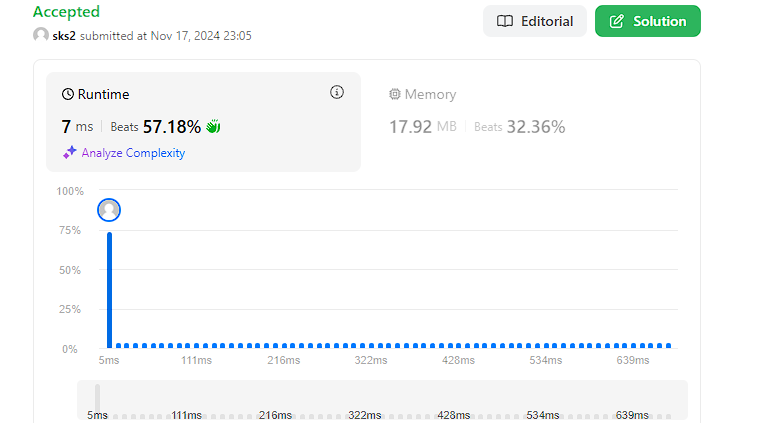 Accepted
sks2 submitted at Nov 17, 2024 23:05
Editorial
Solution
Runtime
7 ms | Beats 57.18%
Analyze Complexity
Memory
17.92 MB | Beats 32.36%
100%
75%
50%
25%
0%
5ms 111ms 216ms 322ms 428ms 534ms 639ms
5ms 111ms 216ms 322ms 428ms 534ms 639ms